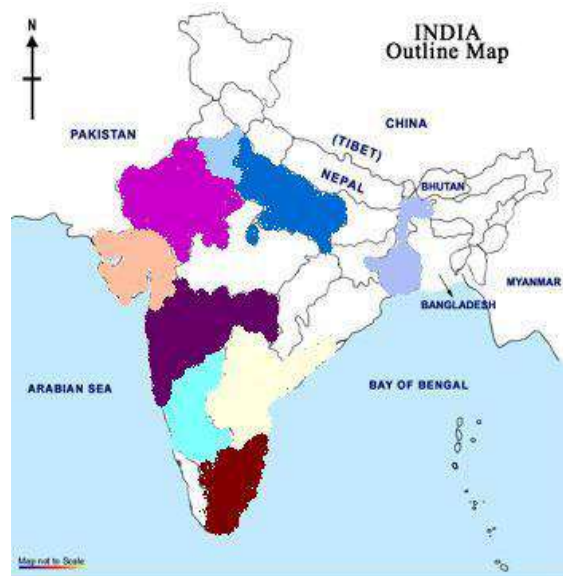 INDIA
Outline Map
N
CHINA
PAKISTAN
(TIBET)
NEPAL
BHUTAN
MYANMAR
BANGLADESH
ARABIAN SEA
BAY OF BENGAL
Map not to Scale